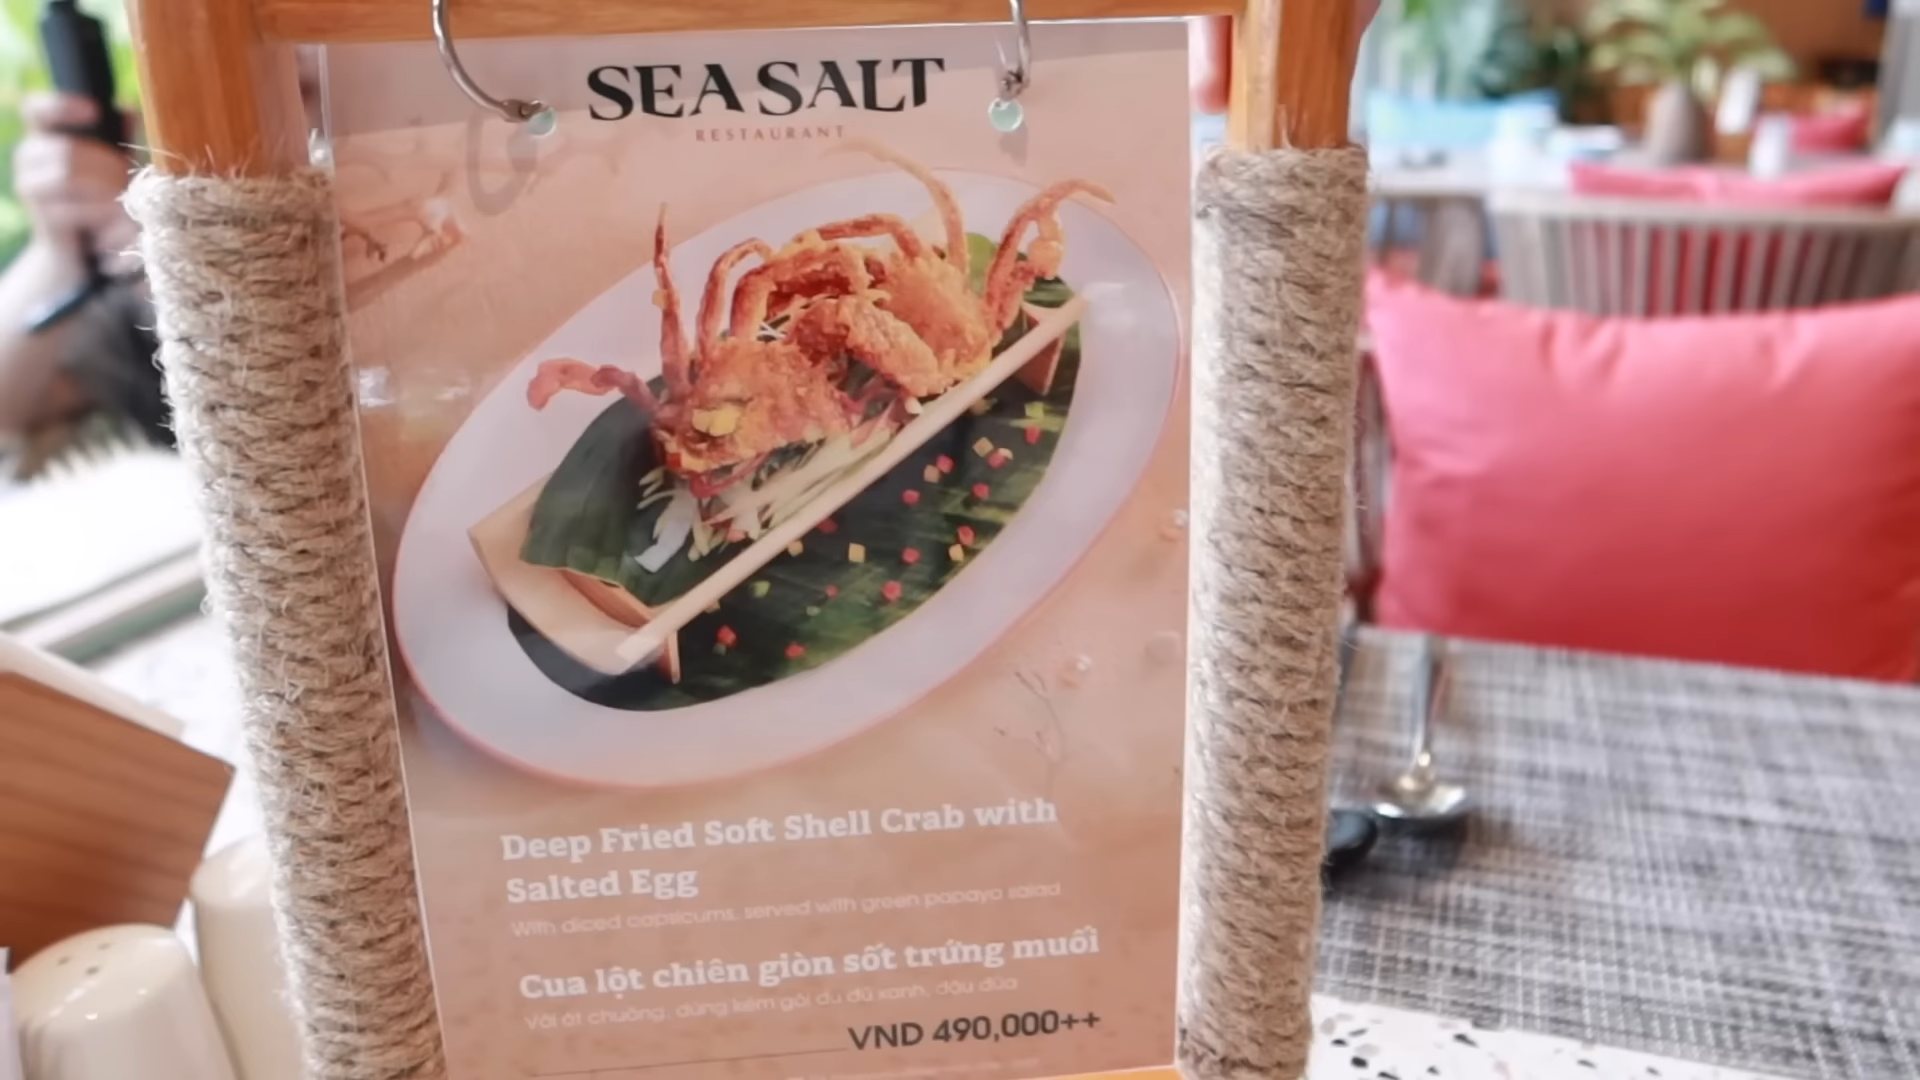 SEA SALT
RESTAURANT
Deep Fried Soft Shell Crab with
Salted Egg
With diced capsicums, served with green papaya salad
Cua lột chiên giòn sốt trứng muối
Với ớt chuông, dùng kèm gỏi đu đủ xanh, đậu đũa
VND 490,000++